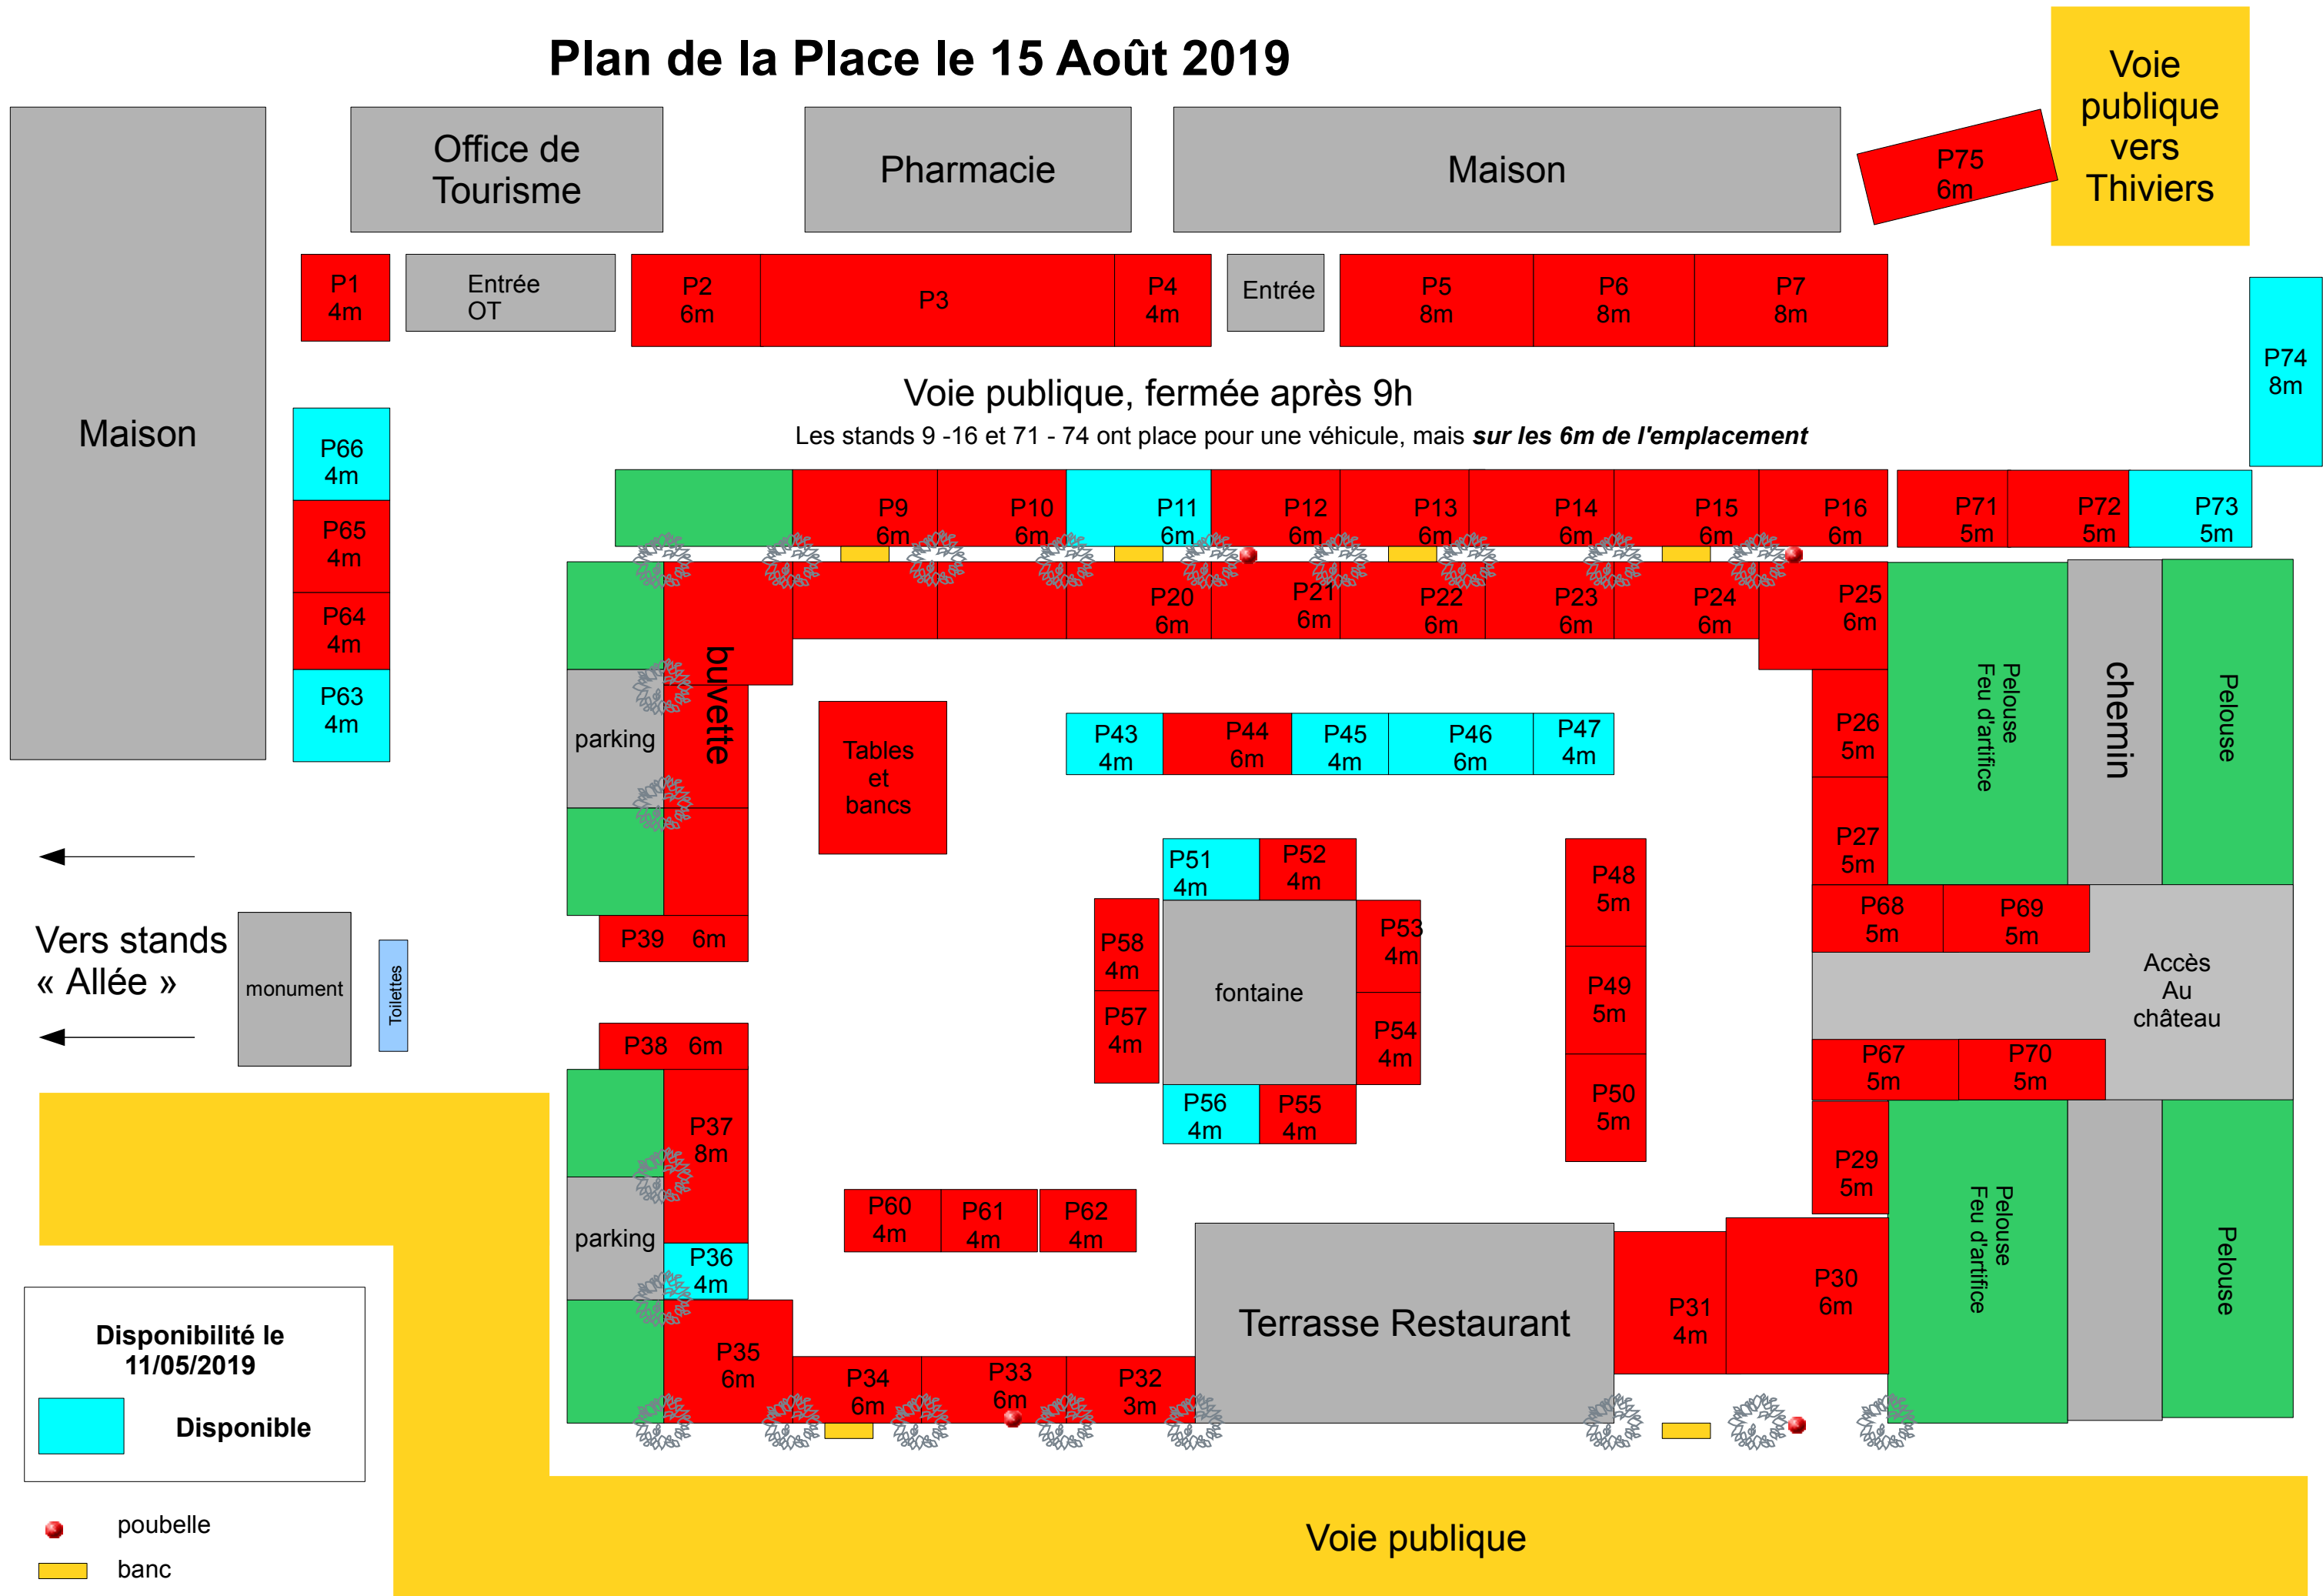 Plan de la Place le 15 Août 2019
Voie
publique
vers
Thiviers
Office de
Tourisme
Pharmacie
Maison
P75
6m
Maison
P1
4m
Entrée
OT
P2
6m
P3
P4
4m
Entrée
P5
8m
P6
8m
P7
8m
P74
8m
Voie publique, fermée après 9h
Les stands 9 -16 et 71 - 74 ont place pour une véhicule, mais sur les 6m de l'emplacement
P66
4m
P65
4m
P64
4m
P63
4m
P9
6m
P10
6m
P11
6m
P12
6m
P13
6m
P14
6m
P15
6m
P16
6m
P71
5m
P72
5m
P73
5m
P20
6m
P21
6m
P22
6m
P23
6m
P24
6m
P25
6m
buvette
parking
Tables
et
bancs
P43
4m
P44
6m
P45
4m
P46
6m
P47
4m
P26
5m
P27
5m
Pelouse
Feu d'artifice
chemin
Pelouse
P51
4m
P52
4m
P58
4m
P57
4m
fontaine
P53
4m
P54
4m
P56
4m
P55
4m
P48
5m
P49
5m
P50
5m
P68
5m
P69
5m
Accès
Au
château
P67
5m
P70
5m
Vers stands
« Allée »
monument
Toilettes
P39 6m
P38 6m
P37
8m
parking
P36
4m
P35
6m
P60
4m
P61
4m
P62
4m
P34
6m
P33
6m
P32
3m
Terrasse Restaurant
P31
4m
P30
6m
P29
5m
Pelouse
Feu d'artifice
Pelouse
Disponibilité le
11/05/2019
Disponible
poubelle
banc
Voie publique